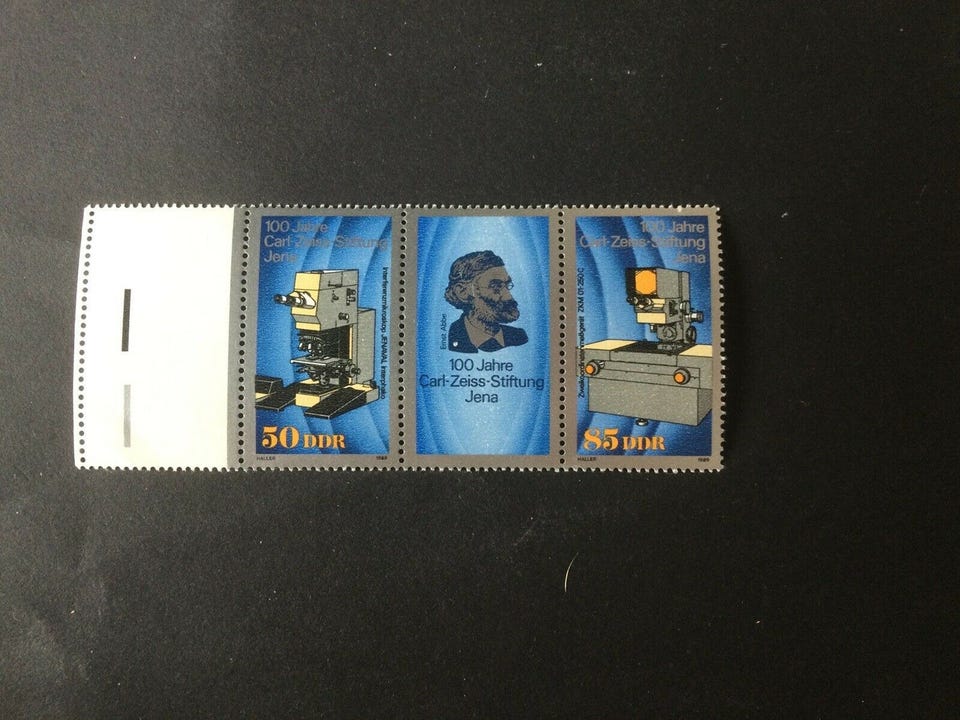 100 Jahre
Carl-Zeiss-Stiftung
Jena
Interferenzmikroskop JENAVAL interphako
50 DDR
HALLER 1989
Ernst Abbe
100 Jahre
Carl-Zeiss-Stiftung
Jena
100 Jahre
Carl-Zeiss-Stiftung
Jena
Zweikoordinatenmeßgerät ZKM 01-250C
85 DDR
HALLER 1989